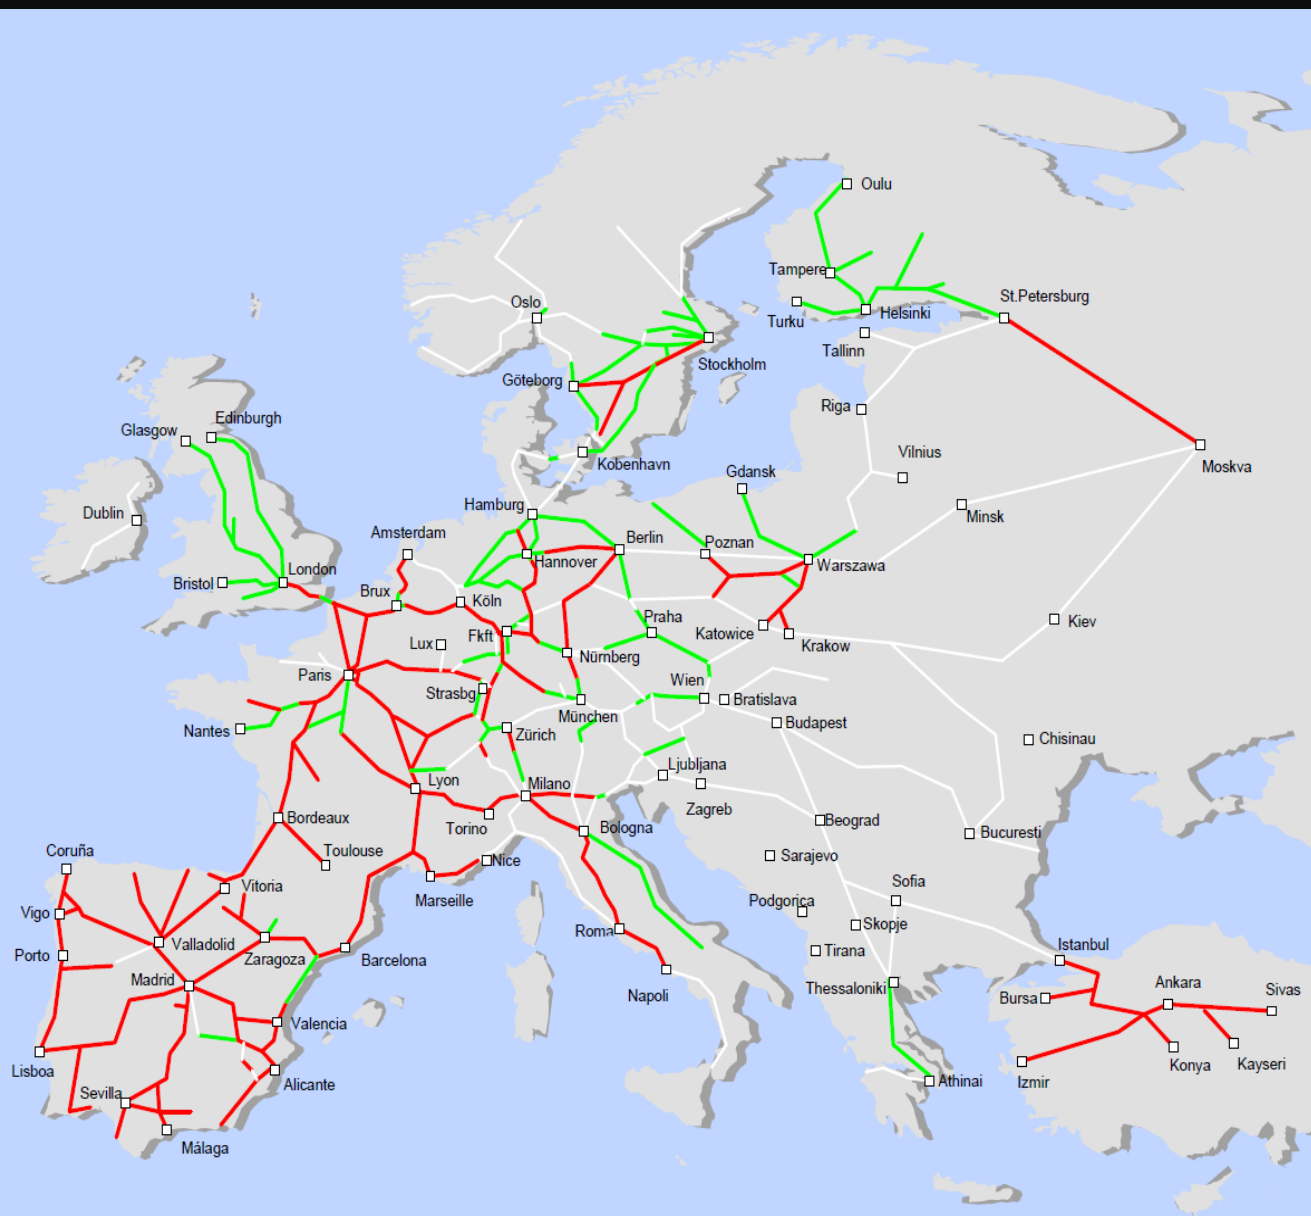 Oulu
Tampere
Oslo
St.Petersburg
Turku
Helsinki
Tallinn
Stockholm
Göteborg
Riga
Edinburgh
Glasgow
Vilnius
Kobenhavn
Moskva
Gdansk
Hamburg
Dublin
Minsk
Amsterdam
Berlin
Poznan
Hannover
Warszawa
London
Bristol
Brux
Köln
Praha
Kiev
Katowice
Fkft
Lux
Krakow
Nürnberg
Paris
Wien
Strasbg
Bratislava
München
Budapest
Nantes
Zürich
Chisinau
Ljubljana
Lyon
Milano
Zagreb
Bordeaux
Torino
Bologna
Beograd
Bucuresti
Coruña
Toulouse
Nice
Sarajevo
Vitoria
Sofia
Marseille
Podgorica
Vigo
Skopje
Roma
Valladolid
Istanbul
Tirana
Porto
Zaragoza
Barcelona
Madrid
Ankara
Thessaloniki
Sivas
Napoli
Bursa
Valencia
Lisboa
Konya
Kayseri
Alicante
Athinai
Izmir
Sevilla
Málaga